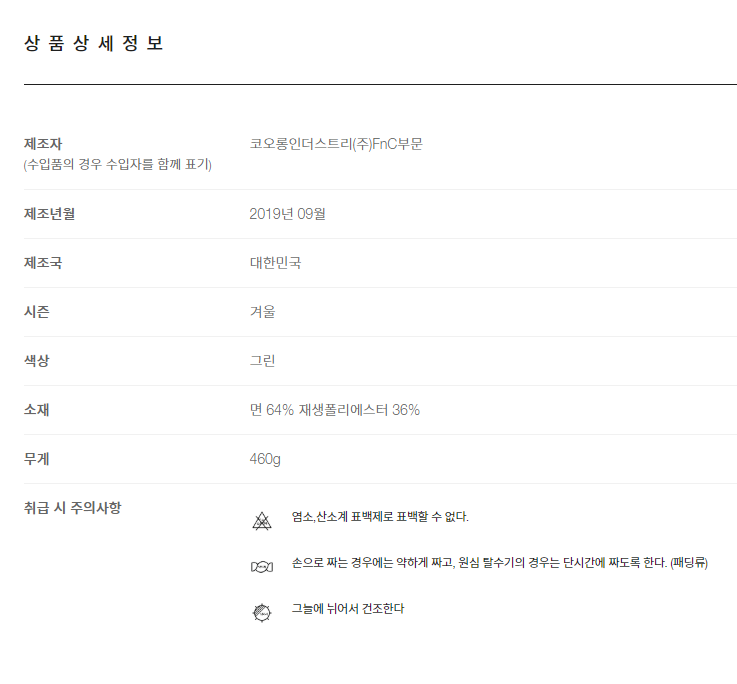 상품상세정보
제조자
(수입품의 경우 수입자를 함께 표기)
코오롱인더스트리(주)FnC부문
제조년월 2019년 09월
제조국 대한민국
시즌 겨울
색상 그린
소재 면 64% 재생폴리에스터 36%
무게 460g
취급 시 주의사항
염소,산소계 표백제로 표백할 수 없다.
손으로 짜는 경우에는 약하게 짜고, 원심 탈수기의 경우는 단시간에 짜도록 한다. (패딩류)
그늘에 뉘어서 건조한다